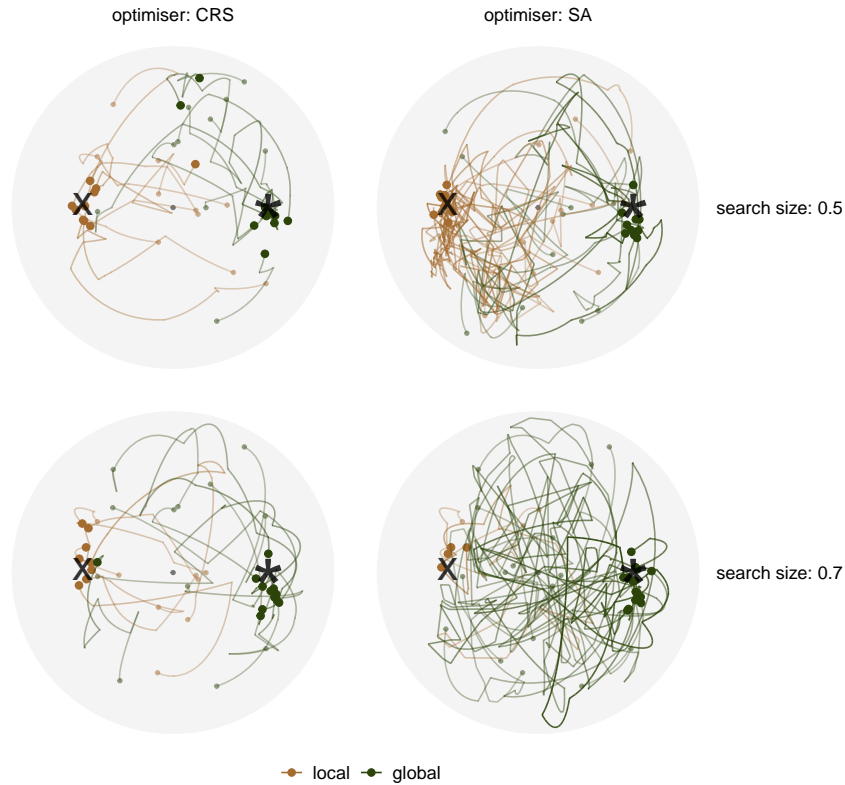 optimiser: CRS
optimiser: SA
x
*
x
*
search size: 0.5
x
*
x
*
search size: 0.7
local
global